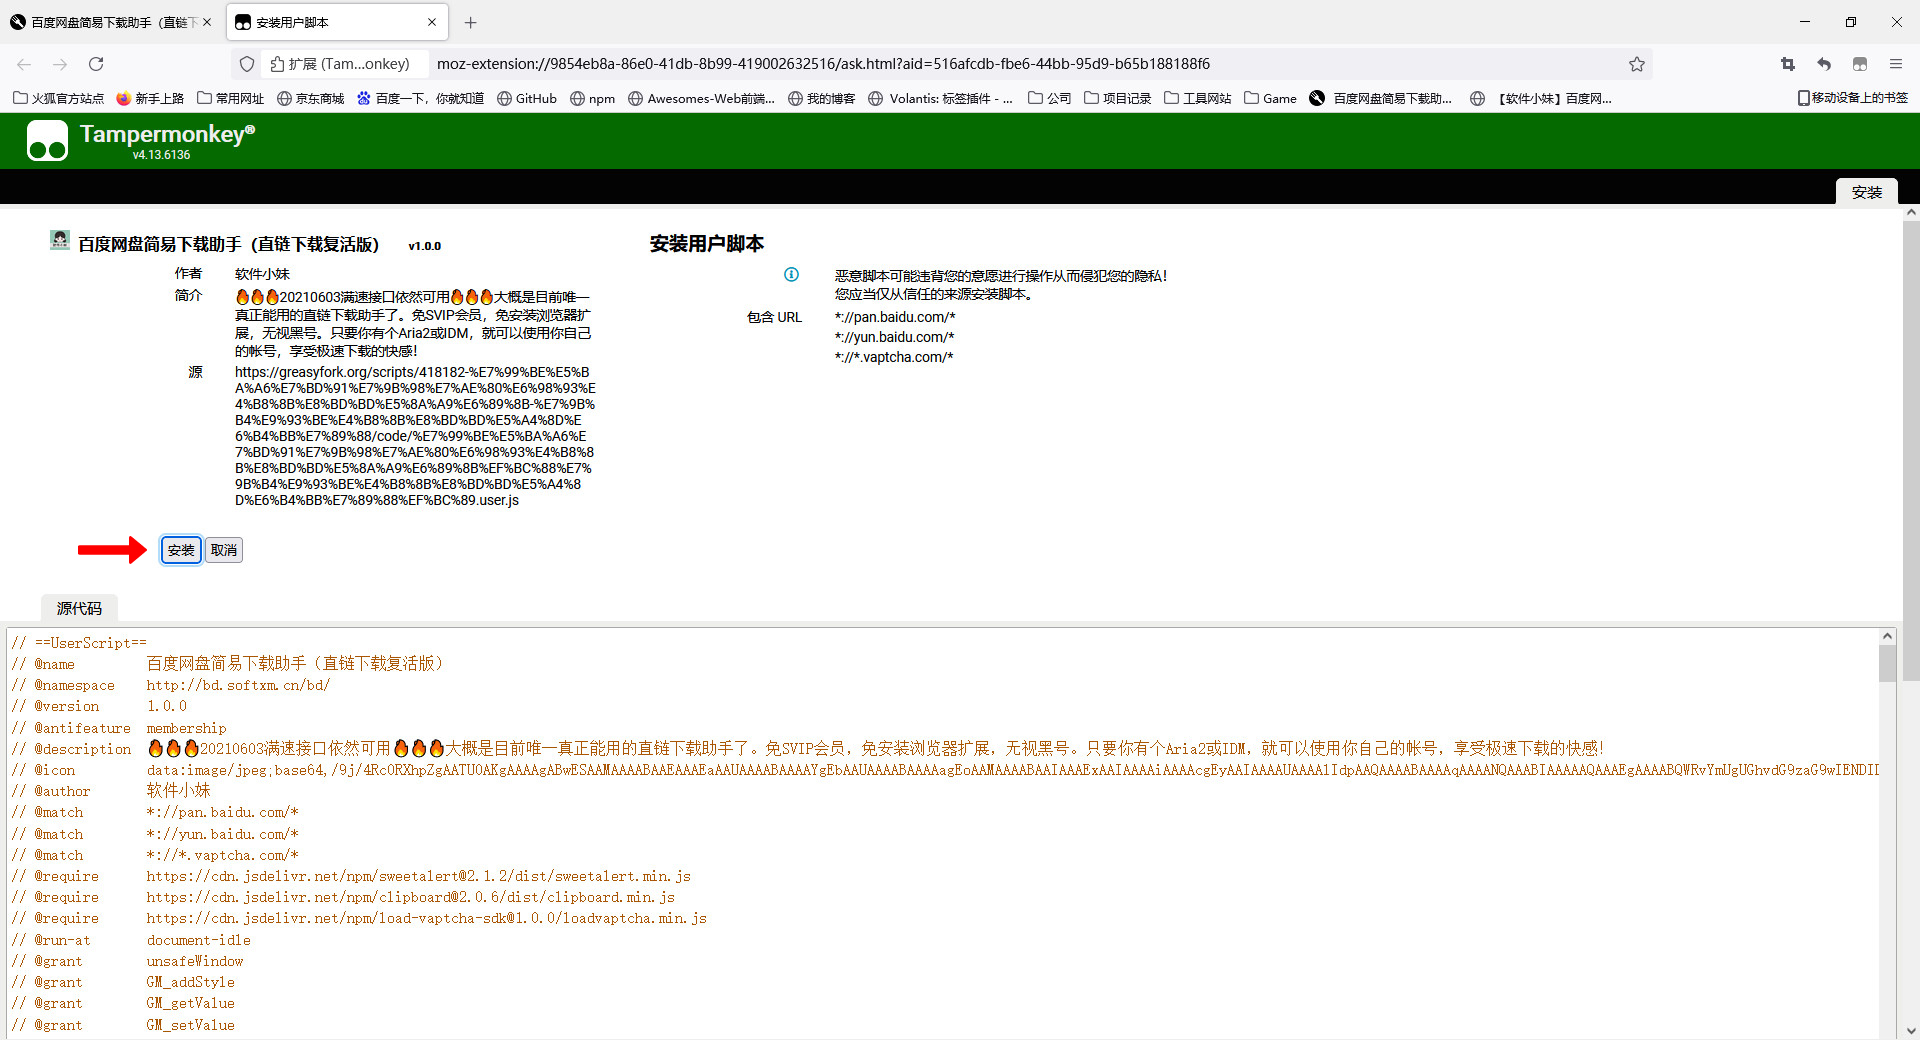 百度网盘简易下载助手（直链下
安装用户脚本
扩展 (Tam...onkey)
moz-extension://9854eb8a-86e0-41db-8b99-419002632516/ask.html?aid=516afcdb-fbe6-44bb-95d9-b65b188188f6
火狐官方站点
新手上路
常用网址
京东商城
百度一下，你就知道
GitHub
npm
Awesomes-Web前端...
我的博客
Volantis: 标签插件 - ...
公司
项目记录
工具网站
Game
百度网盘简易下载助...
【软件小妹】百度网...
移动设备上的书签
Tampermonkey®
v4.13.6136
安装
百度网盘简易下载助手（直链下载复活版） v1.0.0
作者 软件小妹
简介 🔥🔥🔥20210603满速接口依然可用🔥🔥🔥大概是目前唯一
真正能用的直链下载助手了。免SVIP会员，免安装浏览器扩
展，无视黑号。只要你有个Aria2或IDM，就可以使用你自己
的帐号，享受极速下载的快感！
源 https://greasyfork.org/scripts/418182-%E7%99%BE%E5%B
A%A6%E7%BD%91%E7%9B%98%E7%AE%80%E6%98%93%E
4%B8%8B%E8%BD%BD%E5%8A%A9%E6%89%8B-%E7%9B%
B4%E9%93%BE%E4%B8%8B%E8%BD%BD%E5%A4%8D%E
6%B4%BB%E7%89%88/code/%E7%99%BE%E5%BA%A6%E
7%BD%91%E7%9B%98%E7%AE%80%E6%98%93%E4%B8%8
B%E8%BD%BD%E5%8A%A9%E6%89%8B%EF%BC%88%E7%
9B%B4%E9%93%BE%E4%B8%8B%E8%BD%BD%E5%A4%8
D%E6%B4%BB%E7%89%88%EF%BC%89.user.js
安装用户脚本
恶意脚本可能违背您的意愿进行操作从而侵犯您的隐私！
您应当仅从信任的来源安装脚本。
包含 URL *://pan.baidu.com/*
*://yun.baidu.com/*
*://*.vaptcha.com/*
安装 取消
源代码
// ==UserScript==
// @name 百度网盘简易下载助手（直链下载复活版）
// @namespace http://bd.softxm.cn/bd/
// @version 1.0.0
// @antifeature membership
// @description 🔥🔥🔥20210603满速接口依然可用🔥🔥🔥大概是目前唯一真正能用的直链下载助手了。免SVIP会员，免安装浏览器扩展，无视黑号。只要你有个Aria2或IDM，就可以使用你自己的帐号，享受极速下载的快感！
// @icon
// @author 软件小妹
// @match *://pan.baidu.com/*
// @match *://yun.baidu.com/*
// @match *://*.vaptcha.com/*
// @require https://cdn.jsdelivr.net/npm/sweetalert@2.1.2/dist/sweetalert.min.js
// @require https://cdn.jsdelivr.net/npm/clipboard@2.0.6/dist/clipboard.min.js
// @require https://cdn.jsdelivr.net/npm/load-vaptcha-sdk@1.0.0/loadvaptcha.min.js
// @run-at document-idle
// @grant unsafeWindow
// @grant GM_addStyle
// @grant GM_getValue
// @grant GM_setValue